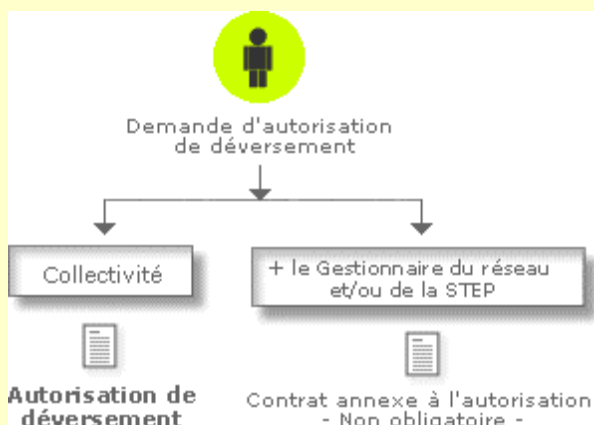 Demande d'autorisation
de déversement
Collectivité
+ le Gestionnaire du réseau
et/ou de la STEP
Autorisation de
déversement
Contrat annexe à l'autorisation
- Non obligatoire -